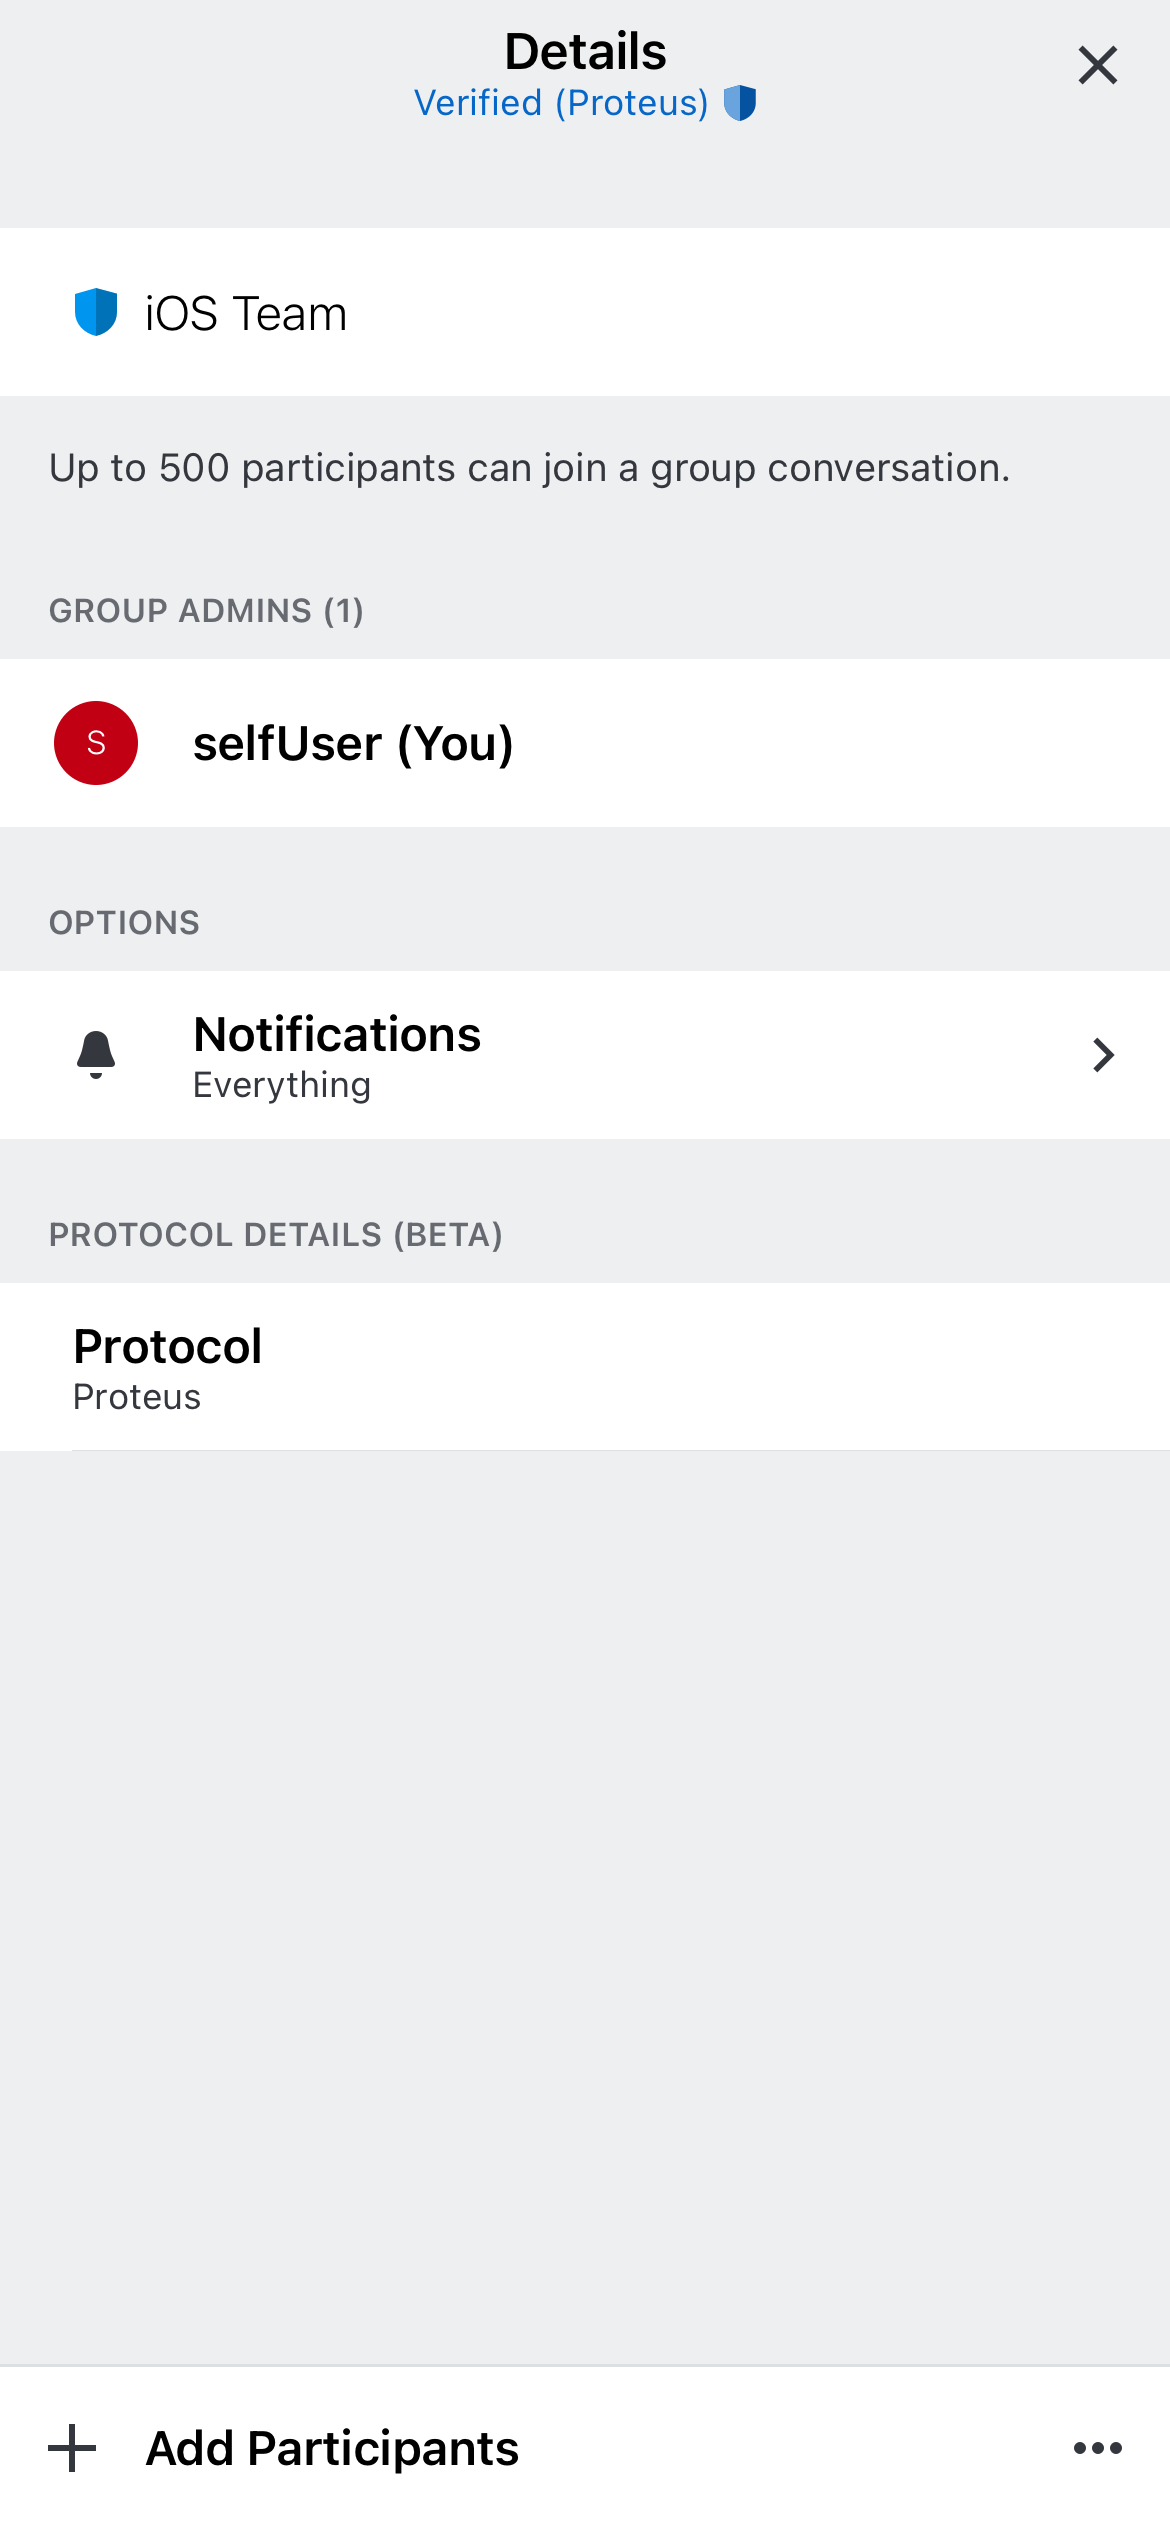 Details
Verified (Proteus)
iOS Team
Up to 500 participants can join a group conversation.
GROUP ADMINS (1)
S
selfUser (You)
OPTIONS
Notifications
Everything
PROTOCOL DETAILS (BETA)
Protocol
Proteus
Add Participants